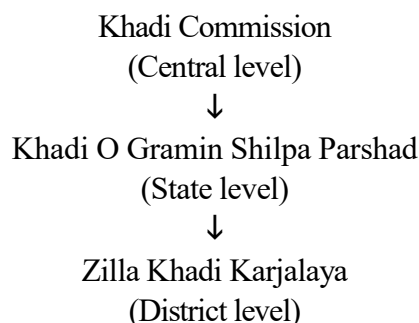 Khadi Commission
(Central level)
↓
Khadi O Gramin Shilpa Parshad
(State level)
↓
Zilla Khadi Karjalaya
(District level)